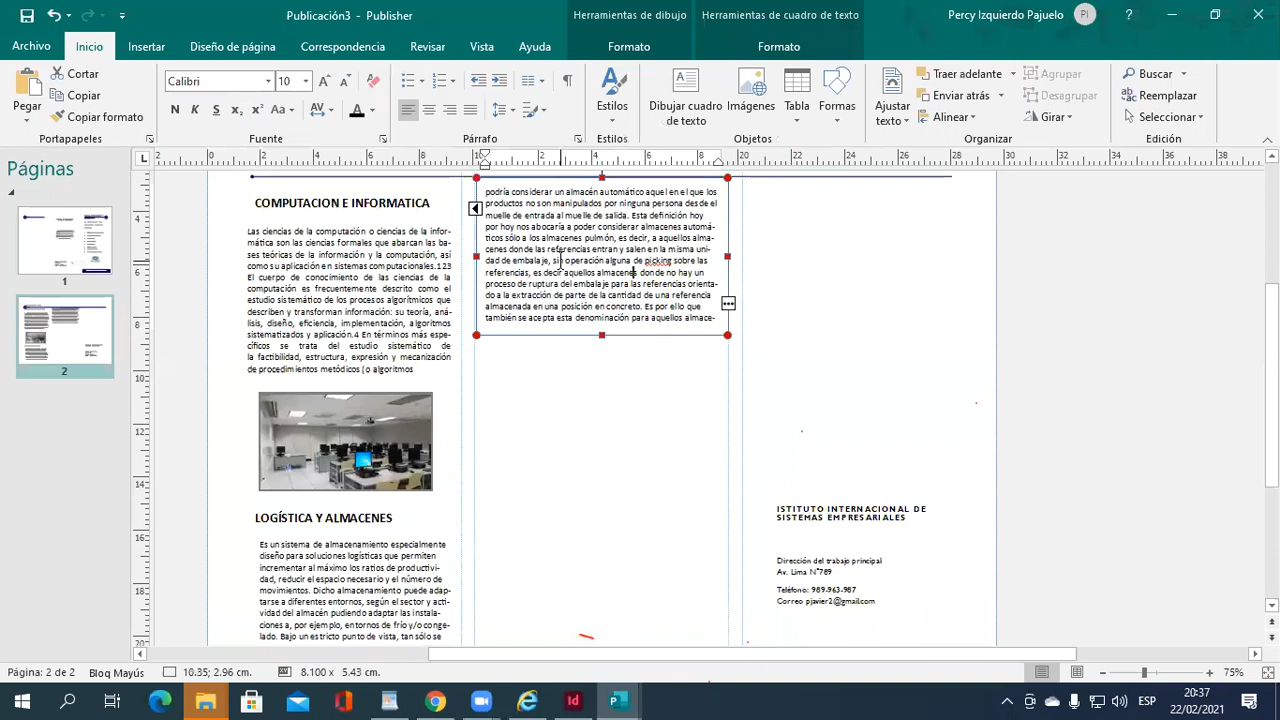 Publicación3 - Publisher
Herramientas de dibujo
Herramientas de cuadro de texto
Percy Izquierdo Pajuelo
PI
?
Archivo
Inicio
Insertar
Diseño de página
Correspondencia
Revisar
Vista
Ayuda
Formato
Formato
Pegar
Cortar
Copiar
Copiar formato
Portapapeles
Calibri
10
N K S X₂ X² Aa
Fuente
Párrafo
Estilos
Estilos
Dibujar cuadro
de texto
Imágenes
Tabla
Formas
Objetos
Ajustar
texto
Traer adelante
Enviar atrás
Alinear
Agrupar
Desagrupar
Girar
Organizar
Buscar
Reemplazar
Seleccionar
Edición
Páginas
1
2
COMPUTACION E INFORMATICA
Las ciencias de la computación o ciencias de la infor-
mática son las ciencias formales que abarcan las ba-
ses teóricas de la información y la computación, así
como su aplicación en sistemas computacionales.123
El cuerpo de conocimiento de las ciencias de la
computación es frecuentemente descrito como el
estudio sistemático de los procesos algorítmicos que
describen y transforman información: su teoría, aná-
lisis, diseño, eficiencia, implementación, algoritmos
sistematizados y aplicación.4 En términos más espe-
cíficos se trata del estudio sistemático de
la factibilidad, estructura, expresión y mecanización
de procedimientos metódicos (o algoritmos
LOGÍSTICA Y ALMACENES
Es un sistema de almacenamiento especialmente
diseño para soluciones logísticas que permiten
incrementar al máximo los ratios de productivi-
dad, reducir el espacio necesario y el número de
movimientos. Dicho almacenamiento puede adap-
tarse a diferentes entornos, según el sector y acti-
vidad del almacén pudiendo adaptar las instala-
ciones a, por ejemplo, entornos de frío y/o conge-
lado. Bajo un estricto punto de vista, tan sólo se
podría considerar un almacén automático aquel en el que los
productos no son manipulados por ninguna persona desde el
muelle de entrada al muelle de salida. Esta definición hoy
por hoy nos abocaría a poder considerar almacenes automá-
ticos sólo a los almacenes pulmón, es decir, a aquellos alma-
cenes donde las referencias entran y salen en la misma uni-
dad de embalaje, sin operación alguna de picking sobre las
referencias, es decir aquellos almacenes donde no hay un
proceso de ruptura del embalaje para las referencias orienta-
do a la extracción de parte de la cantidad de una referencia
almacenada en una posición en concreto. Es por ello que
también se acepta esta denominación para aquellos almace-
ISTITUTO INTERNACIONAL DE
SISTEMAS EMPRESARIALES
Dirección del trabajo principal
Av. Lima N°789
Teléfono: 989-963-987
Correo pjavier2@gmail.com
Página: 2 de 2
Bloq Mayús
10.35; 2.96 cm.
8.100 x 5.43 cm.
75%
ESP
20:37
22/02/2021